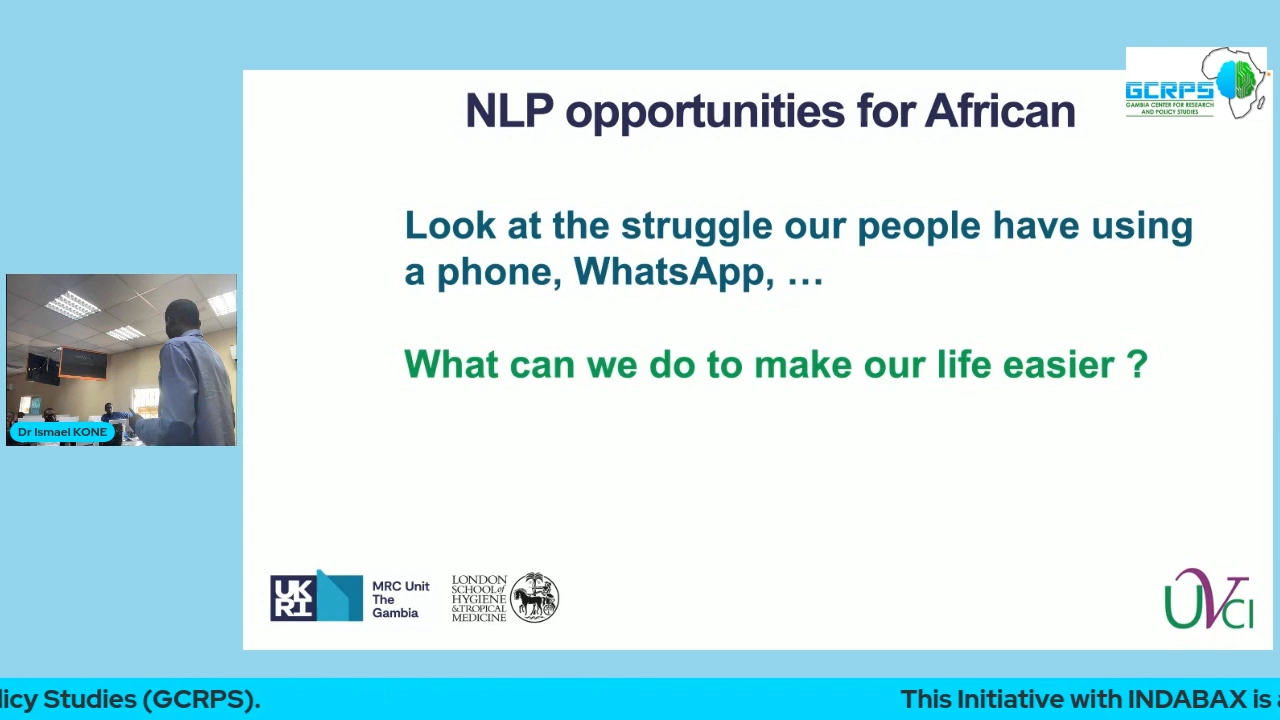 NLP opportunities for African
GCRPS
GAMBIA CENTER FOR RESEARCH
AND POLICY STUDIES
Look at the struggle our people have using
a phone, WhatsApp, …
What can we do to make our life easier ?
Dr Ismael KONE
UK
RI
MRC Unit
The
Gambia
LONDON
SCHOOL of
HYGIENE
& TROPICAL
MEDICINE
UVCI
licy Studies (GCRPS).
This Initiative with INDABAX is a